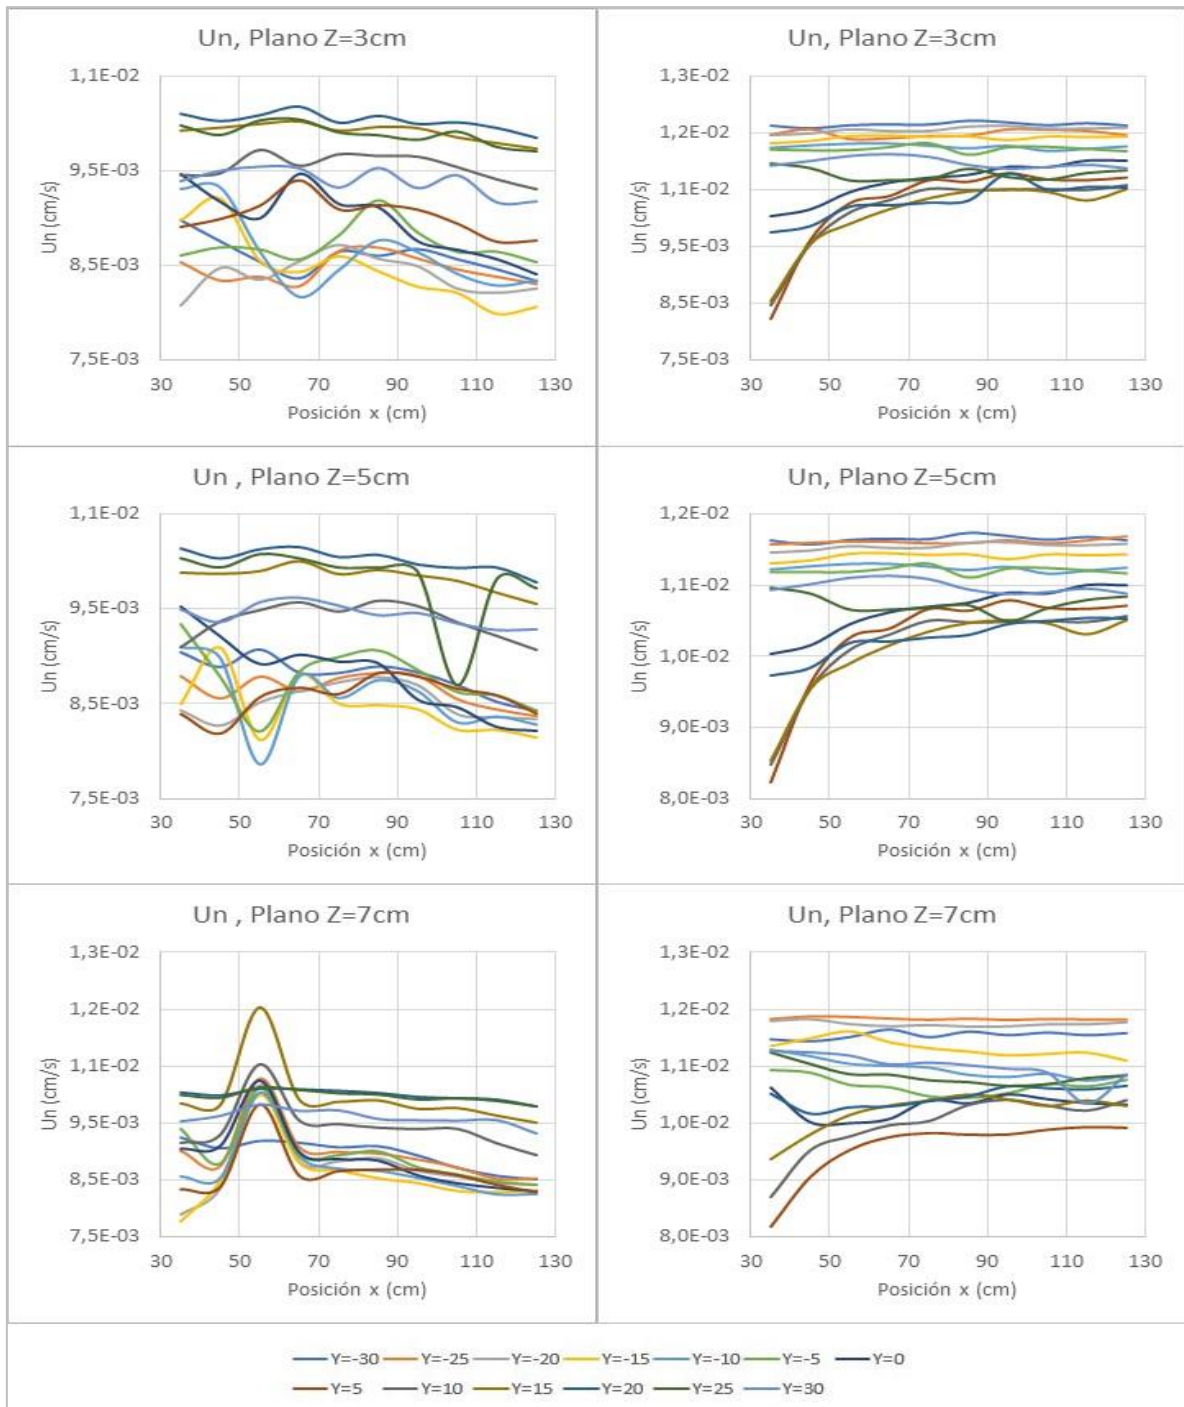 Un, Plano Z=3cm
1,1E-02
9,5E-03
8,5E-03
7,5E-03
Un (cm/s)
30 50 70 90 110 130
Posición x (cm)
Un, Plano Z=3cm
1,3E-02
1,2E-02
1,1E-02
9,5E-03
8,5E-03
7,5E-03
Un (cm/s)
30 50 70 90 110 130
Posición x (cm)
Un , Plano Z=5cm
1,1E-02
9,5E-03
8,5E-03
7,5E-03
Un (cm/s)
30 50 70 90 110 130
Posición x (cm)
Un, Plano Z=5cm
1,2E-02
1,1E-02
1,0E-02
9,0E-03
8,0E-03
Un (cm/s)
30 50 70 90 110 130
Posición x (cm)
Un , Plano Z=7cm
1,3E-02
1,2E-02
1,1E-02
9,5E-03
8,5E-03
7,5E-03
Un (cm/s)
30 50 70 90 110 130
Posición x (cm)
Un, Plano Z=7cm
1,3E-02
1,2E-02
1,1E-02
1,0E-02
9,0E-03
8,0E-03
Un (cm/s)
30 50 70 90 110 130
Posición x (cm)
Y=-30 Y=-25 Y=-20 Y=-15 Y=-10 Y=-5 Y=0
Y=5 Y=10 Y=15 Y=20 Y=25 Y=30